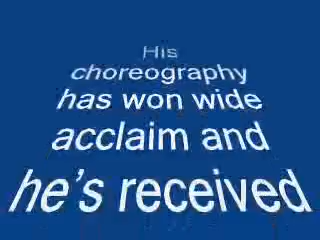 His
choreography
has won wide
acclaim and
he's received